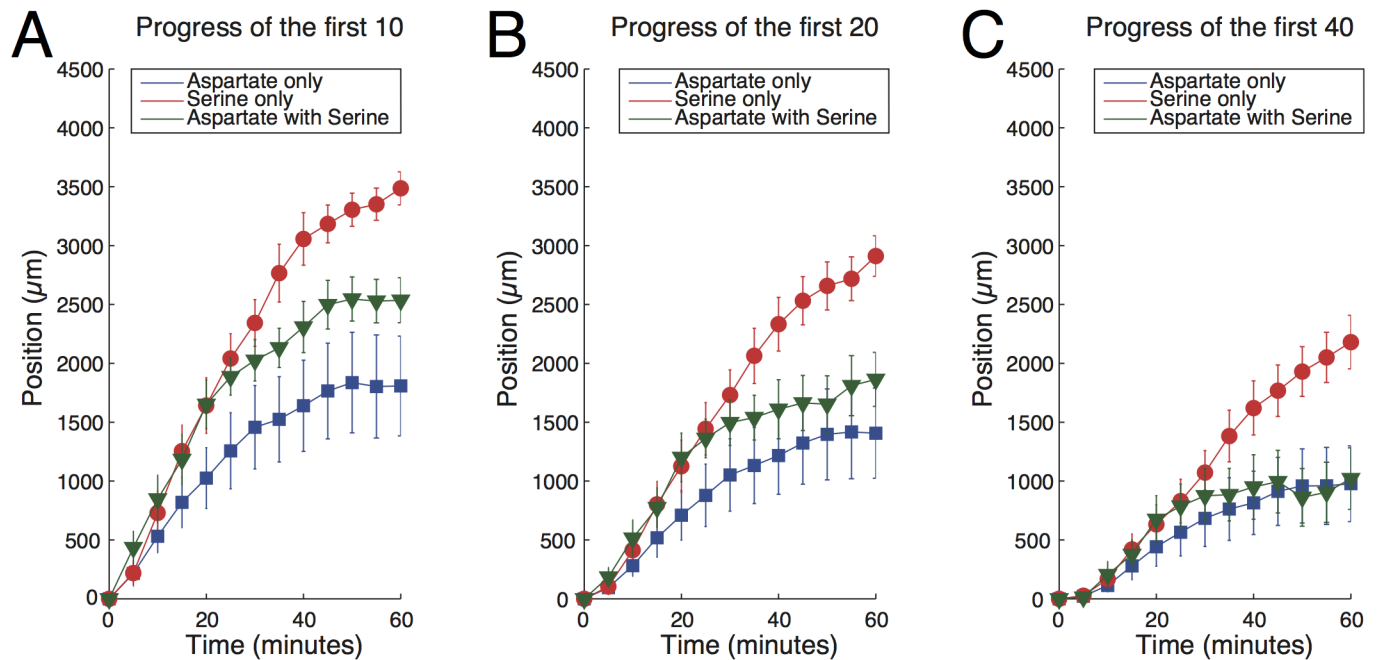 A
Progress of the first 10
4500
4000
3500
3000
2500
2000
1500
1000
500
0
Position (μm)
Aspartate only
Serine only
Aspartate with Serine
0
20
40
60
Time (minutes)
B
Progress of the first 20
4500
4000
3500
3000
2500
2000
1500
1000
500
0
Position (μm)
Aspartate only
Serine only
Aspartate with Serine
0
20
40
60
Time (minutes)
C
Progress of the first 40
4500
4000
3500
3000
2500
2000
1500
1000
500
0
Position (μm)
Aspartate only
Serine only
Aspartate with Serine
0
20
40
60
Time (minutes)